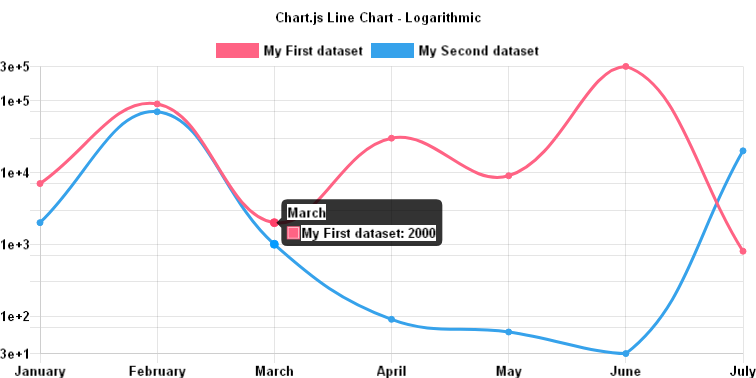 Chart.js Line Chart - Logarithmic
My First dataset My Second dataset
3e+5
1e+5
1e+4
March
My First dataset: 2000
1e+3
1e+2
3e+1
January February March April May June July